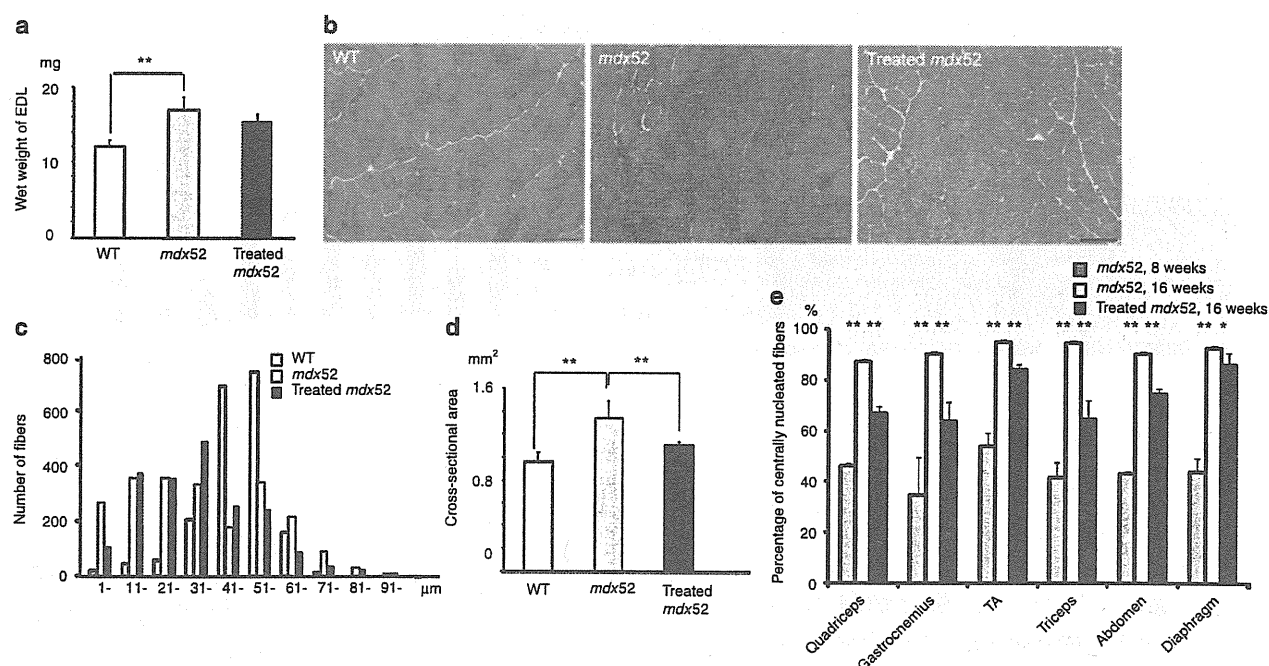 a
mg
**
20
10
0
Wet weight of EDL
WT
mdx52
Treated
mdx52
b
WT
mdx52
Treated mdx52
c
800
600
400
200
0
Number of fibers
WT
mdx52
Treated mdx52
1-
11-
21-
31-
41-
51-
61-
71-
81-
91-
μm
d
mm²
**
**
1.6
0.8
0
Cross-sectional area
WT
mdx52
Treated
mdx52
mdx52, 8 weeks
mdx52, 16 weeks
Treated mdx52, 16 weeks
e
%
** **
** **
** **
** **
** **
** *
100
80
60
40
20
0
Percentage of centrally nucleated fibers
Quadriceps
Gastrocnemius
TA
Triceps
Abdomen
Diaphragm